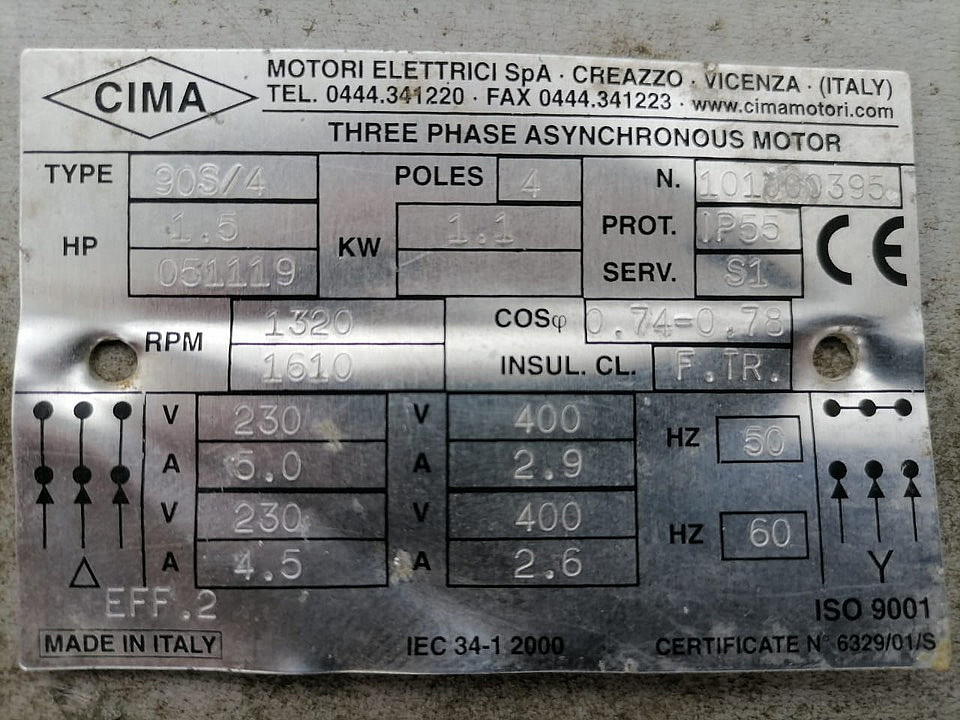 CIMA
MOTORI ELETTRICI SpA · CREAZZO · VICENZA · (ITALY)
TEL. 0444.341220 · FAX 0444.341223 · www.cimamotori.com
THREE PHASE ASYNCHRONOUS MOTOR
TYPE 90S/4 POLES 4 N.
HP 1.5 KW 1.1 PROT. IP55 CE
051119 SERV. S1
RPM 1320 COSφ 0.74-0.78
1610 INSUL. CL. F.TR.
V 230 V 400 HZ 50
A 5.0 A 2.9
V 230 V 400 HZ 60
A 4.5 A 2.6
Δ Y
EFF.2 ISO 9001
MADE IN ITALY IEC 34-1 2000 CERTIFICATE N° 6329/01/S